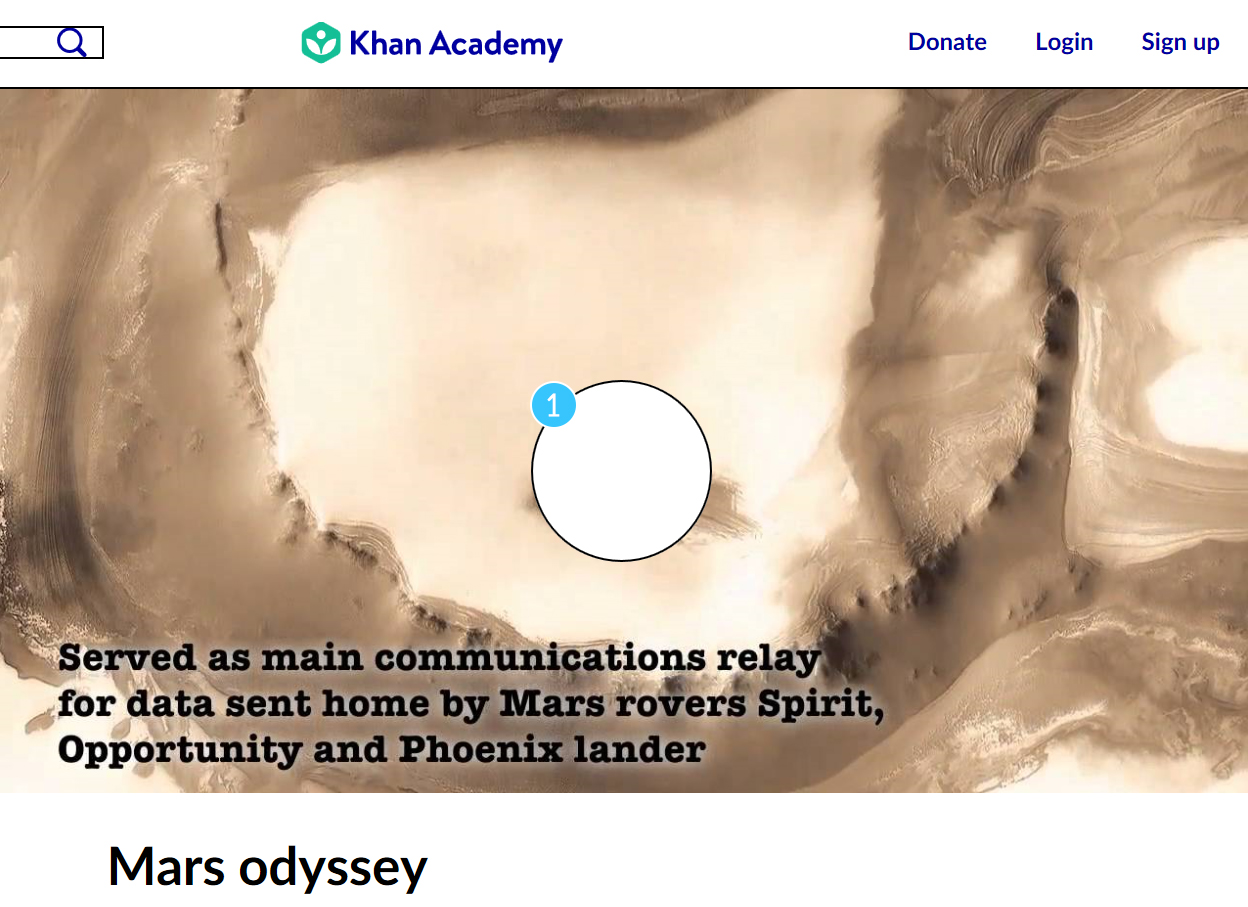 Khan Academy
Donate
Login
Sign up
1
Served as main communications relay
for data sent home by Mars rovers Spirit,
Opportunity and Phoenix lander
Mars odyssey